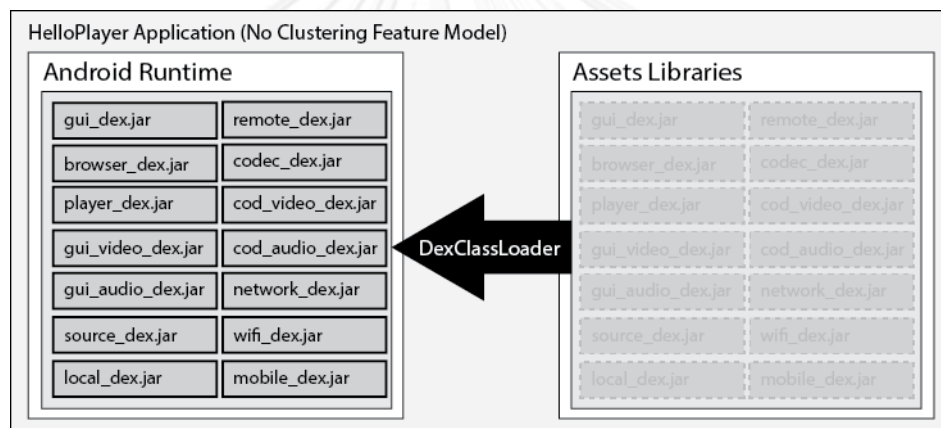 HelloPlayer Application (No Clustering Feature Model)
Android Runtime
gui_dex.jar remote_dex.jar
browser_dex.jar codec_dex.jar
player_dex.jar cod_video_dex.jar
gui_video_dex.jar cod_audio_dex.jar
gui_audio_dex.jar network_dex.jar
source_dex.jar wifi_dex.jar
local_dex.jar mobile_dex.jar
DexClassLoader
Assets Libraries
gui_dex.jar remote_dex.jar
browser_dex.jar codec_dex.jar
player_dex.jar cod_video_dex.jar
gui_video_dex.jar cod_audio_dex.jar
gui_audio_dex.jar network_dex.jar
source_dex.jar wifi_dex.jar
local_dex.jar mobile_dex.jar